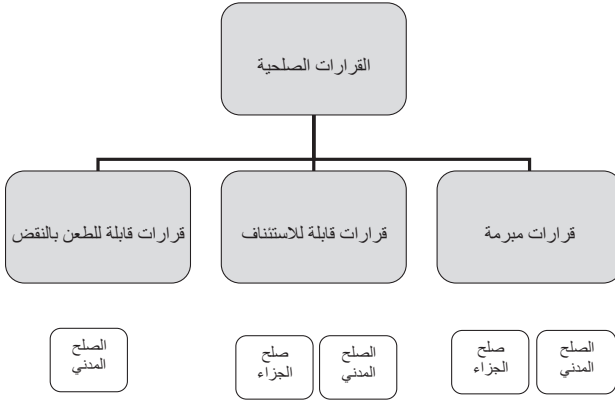 القرارات الصلحية
قرارات مبرمة
قرارات قابلة للاستئناف
قرارات قابلة للطعن بالنقض
الصلح
المدني
صلح
الجزاء
الصلح
المدني
صلح
الجزاء
الصلح
المدني